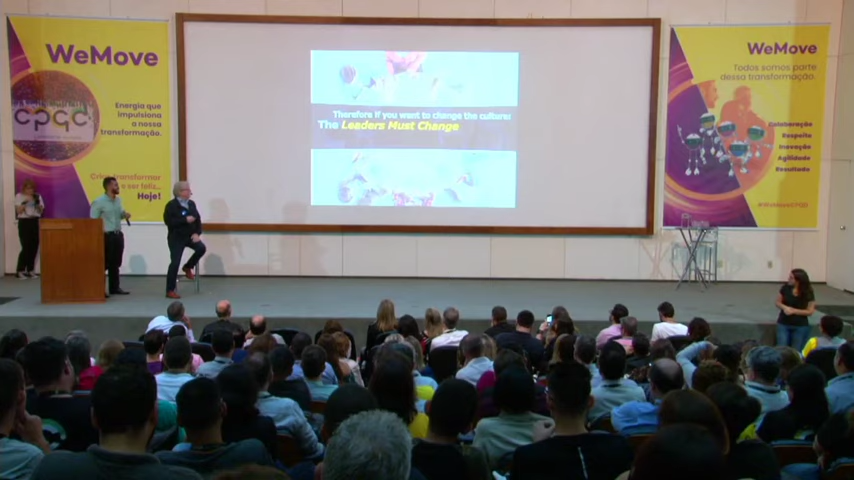 WeMove
cpqd
Energia que
impulsiona
a nossa
transformação.
Hoje!
Therefore if you want to change the culture:
The Leaders Must Change
WeMove
Todos somos parte
dessa transformação.
Colaboração
Respeito
Inovação
Agilidade
Resultado
#WeMoveCPQD